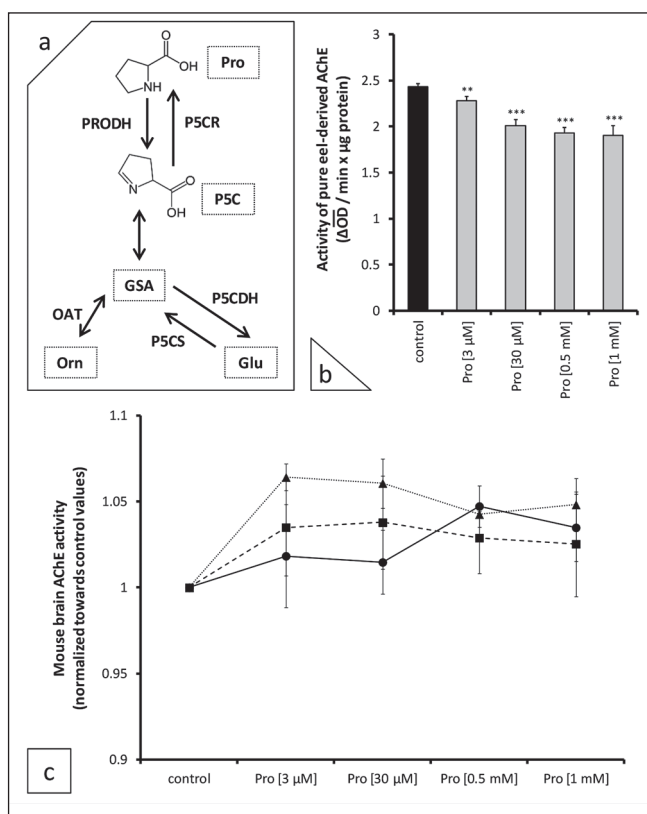 a
O
OH
NH
Pro
PRODH
P5CR
N
O
OH
P5C
GSA
OAT
P5CDH
P5CS
Orn
Glu
Activity of pure eel-derived AChE
(ΔOD / min x µg protein)
3
2.5
2
1.5
1
0.5
0
**
***
***
***
control
Pro [3 µM]
Pro [30 µM]
Pro [0.5 mM]
Pro [1 mM]
b
Mouse brain AChE activity
(normalized towards control values)
1.1
1.05
1
0.95
0.9
control
Pro [3 µM]
Pro [30 µM]
Pro [0.5 mM]
Pro [1 mM]
c